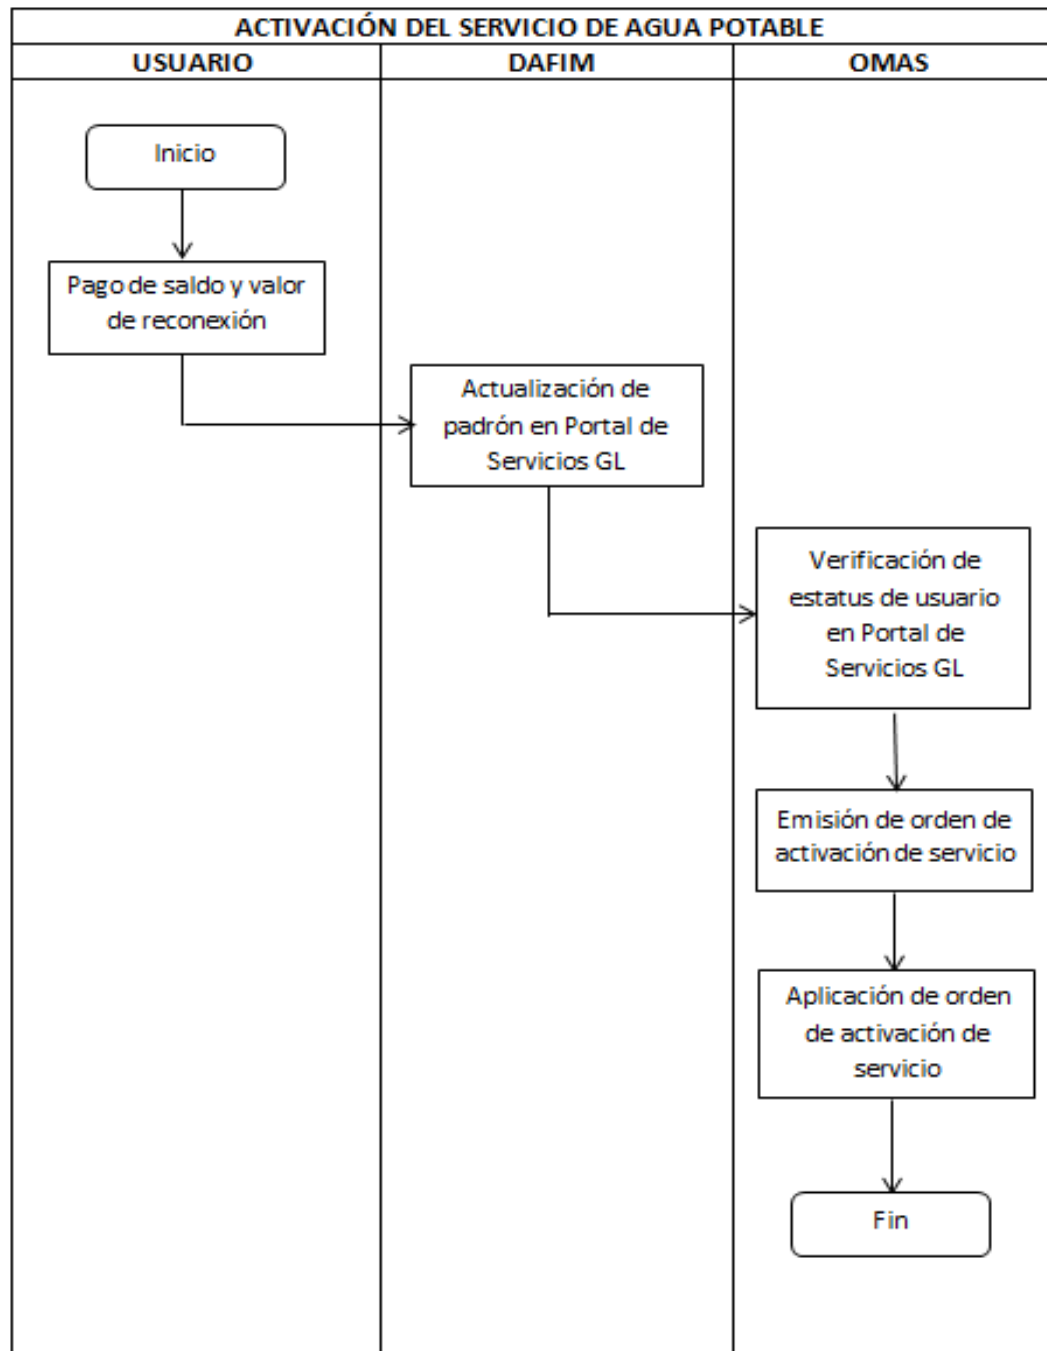 ACTIVACIÓN DEL SERVICIO DE AGUA POTABLE
USUARIO
DAFIM
OMAS
Inicio
Pago de saldo y valor
de reconexión
Actualización de
padrón en Portal de
Servicios GL
Verificación de
estatus de usuario
en Portal de
Servicios GL
Emisión de orden de
activación de servicio
Aplicación de orden
de activación de
servicio
Fin